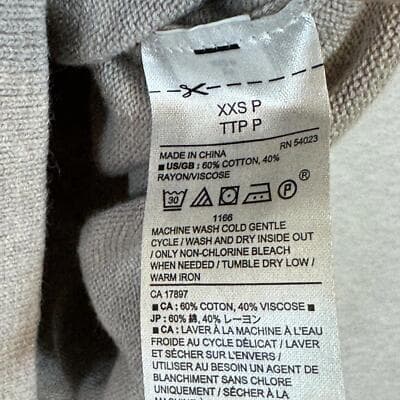 XXS P
TTP P
RN 54023
MADE IN CHINA
■ US/GB : 60% COTTON, 40%
RAYON/VISCOSE
30 P ®
1166
MACHINE WASH COLD GENTLE
CYCLE / WASH AND DRY INSIDE OUT
/ ONLY NON-CHLORINE BLEACH
WHEN NEEDED / TUMBLE DRY LOW /
WARM IRON
CA 17897
■ CA : 60% COTON, 40% VISCOSE ■
JP : 60% 綿, 40% レーヨン
■ CA : LAVER À LA MACHINE À L'EAU
FROIDE AU CYCLE DÉLICAT / LAVER
ET SÉCHER SUR L'ENVERS /
UTILISER AU BESOIN UN AGENT DE
BLANCHIMENT SANS CHLORE